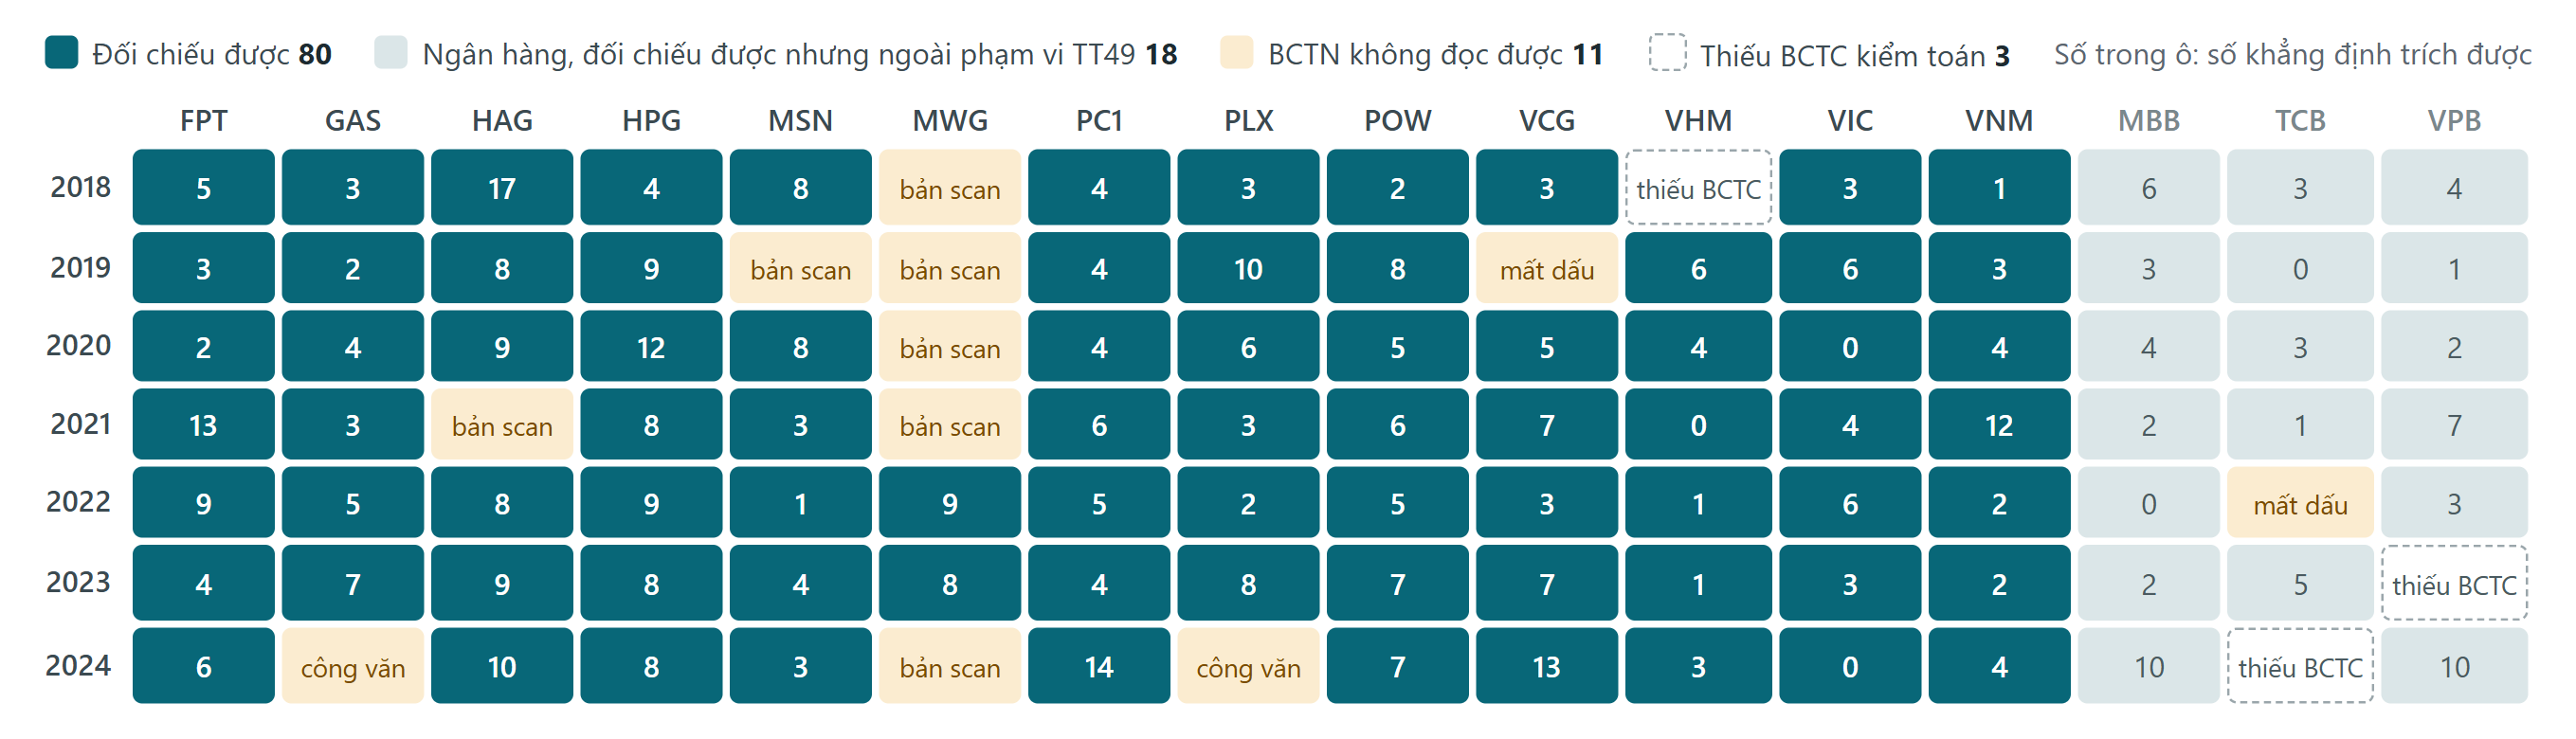 Đối chiếu được 80 Ngân hàng, đối chiếu được nhưng ngoài phạm vi TT49 18 BCTN không đọc được 11 Thiếu BCTC kiểm toán 3 Số trong ô: số khẳng định trích được
FPT GAS HAG HPG MSN MWG PC1 PLX POW VCG VHM VIC VNM MBB TCB VPB
2018 5 3 17 4 8 bản scan 4 3 2 3 thiếu BCTC 3 1 6 3 4
2019 3 2 8 9 bản scan bản scan 4 10 8 mất dấu 6 6 3 3 0 1
2020 2 4 9 12 8 bản scan 4 6 5 5 4 0 4 4 3 2
2021 13 3 bản scan 8 3 bản scan 6 3 6 7 0 4 12 2 1 7
2022 9 5 8 9 1 9 5 2 5 3 1 6 2 0 mất dấu 3
2023 4 7 9 8 4 8 4 8 7 7 1 3 2 2 5 thiếu BCTC
2024 6 công văn 10 8 3 bản scan 14 công văn 7 13 3 0 4 10 thiếu BCTC 10